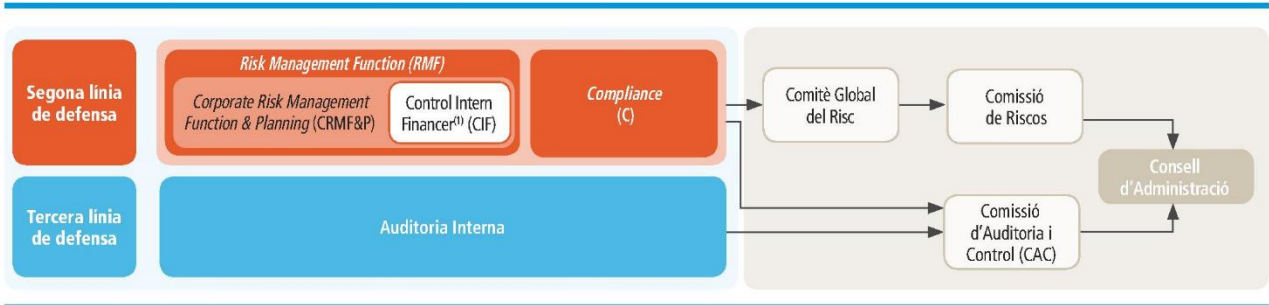 Segona línia
de defensa
Risk Management Function (RMF)
Corporate Risk Management
Function & Planning (CRMF&P)
Control Intern
Financer(1) (CIF)
Compliance
(C)
Comitè Global
del Risc
Comissió
de Riscos
Consell
d'Administració
Tercera línia
de defensa
Auditoria Interna
Comissió
d'Auditoria i
Control (CAC)